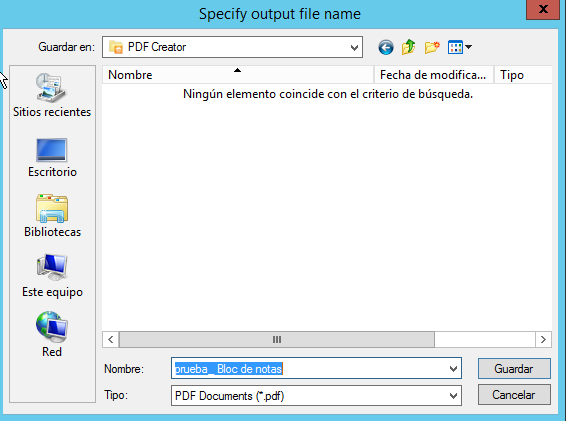 Specify output file name
x
Guardar en:
PDF Creator
Nombre
Fecha de modifica...
Tipo
Ningún elemento coincide con el criterio de búsqueda.
Sitios recientes
Escritorio
Bibliotecas
Este equipo
Red
Nombre:
prueba_ Bloc de notas
Guardar
Tipo:
PDF Documents (*.pdf)
Cancelar